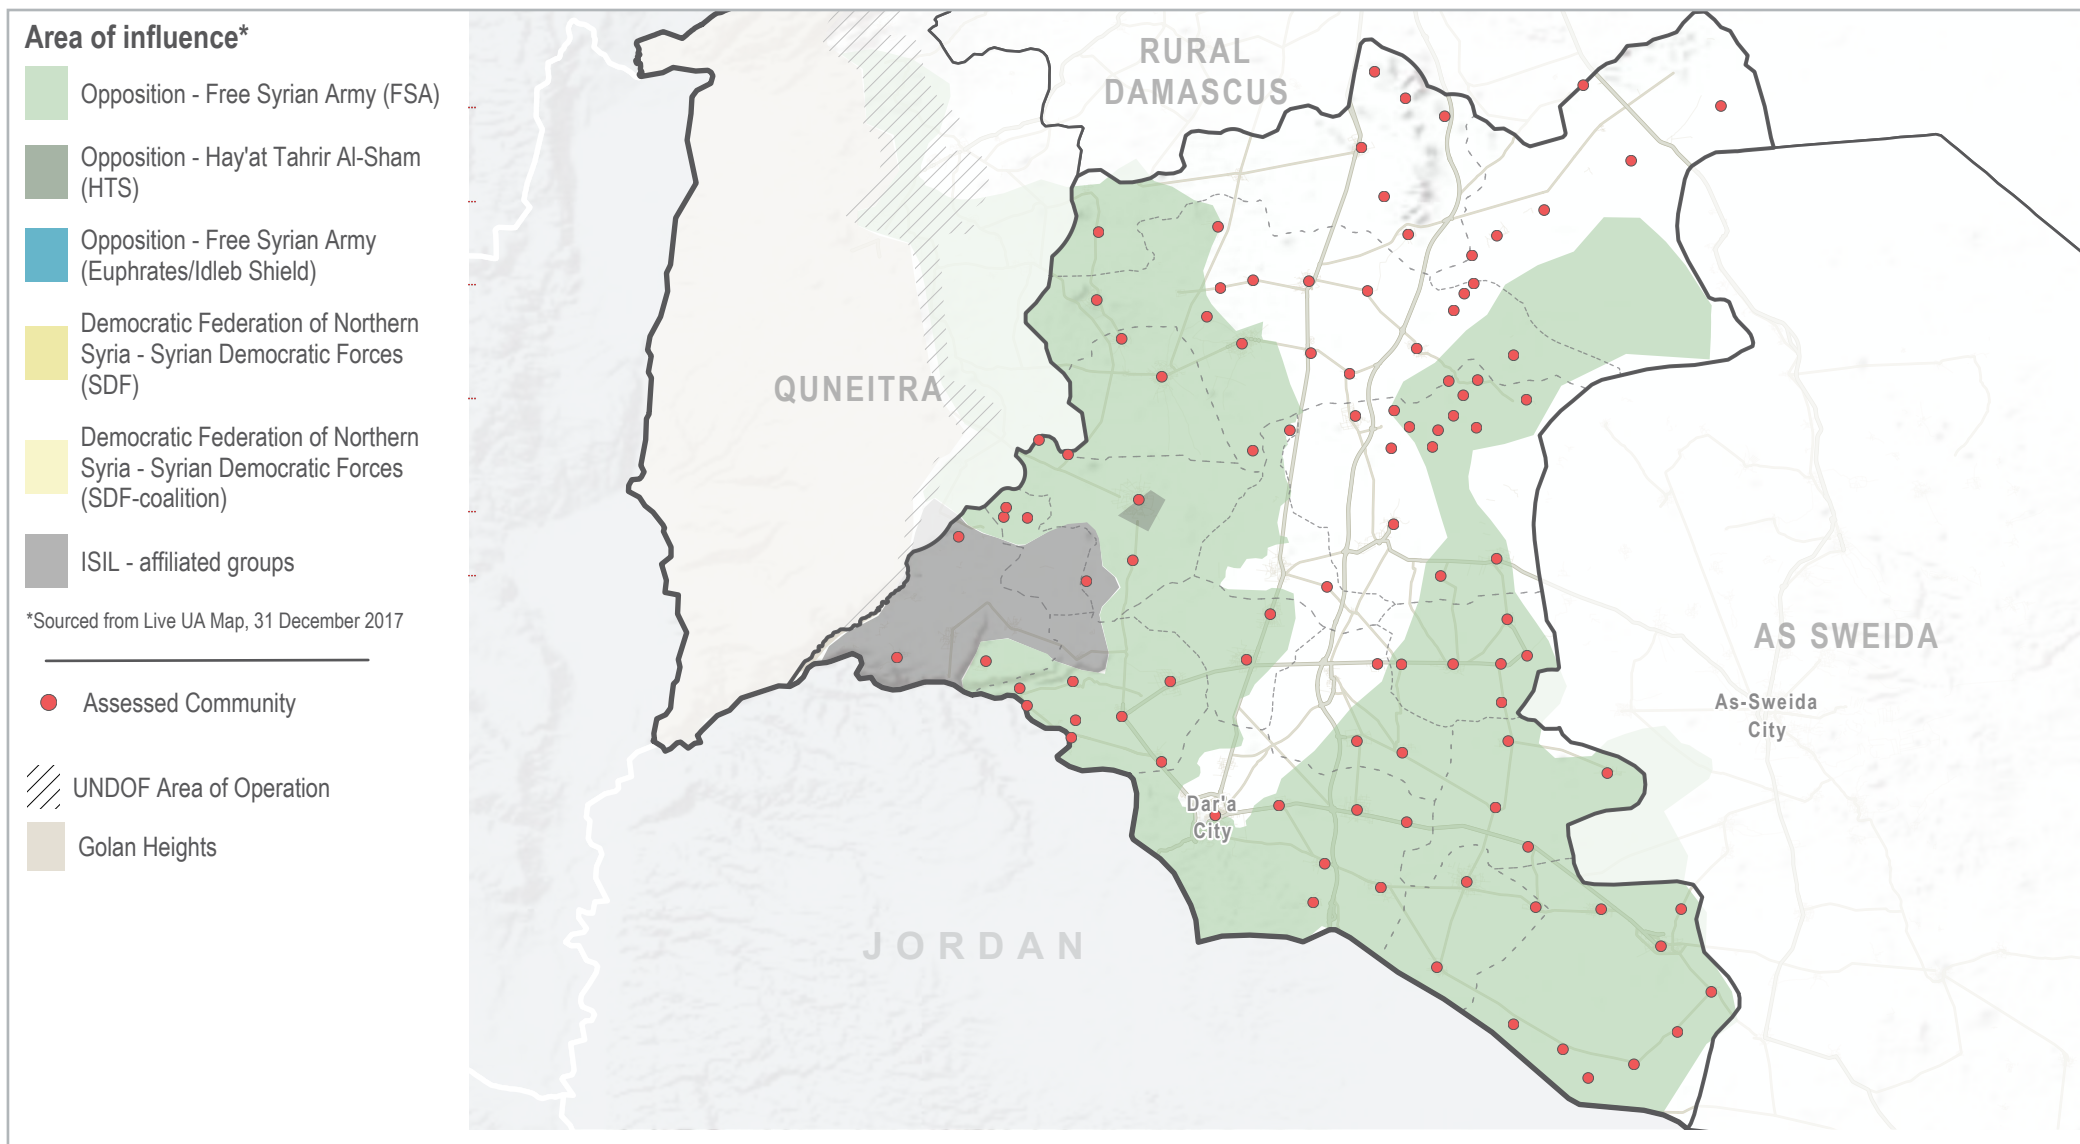 Area of influence*
Opposition - Free Syrian Army (FSA)
Opposition - Hay'at Tahrir Al-Sham
(HTS)
Opposition - Free Syrian Army
(Euphrates/Idleb Shield)
Democratic Federation of Northern
Syria - Syrian Democratic Forces
(SDF)
Democratic Federation of Northern
Syria - Syrian Democratic Forces
(SDF-coalition)
ISIL - affiliated groups
*Sourced from Live UA Map, 31 December 2017
Assessed Community
UNDOF Area of Operation
Golan Heights
RURAL
DAMASCUS
QUNEITRA
AS SWEIDA
As-Sweida
City
Dar'a
City
JORDAN